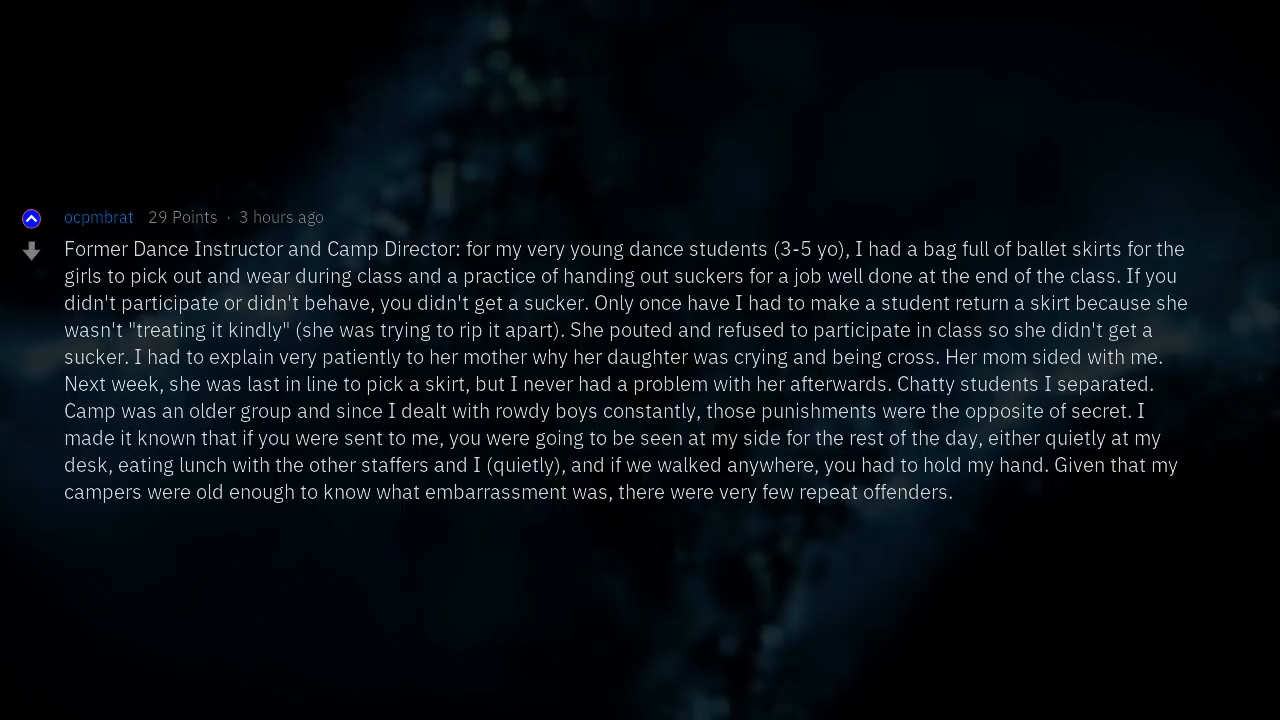 ocpmbrat 29 Points · 3 hours ago
Former Dance Instructor and Camp Director: for my very young dance students (3-5 yo), I had a bag full of ballet skirts for the
girls to pick out and wear during class and a practice of handing out suckers for a job well done at the end of the class. If you
didn't participate or didn't behave, you didn't get a sucker. Only once have I had to make a student return a skirt because she
wasn't "treating it kindly" (she was trying to rip it apart). She pouted and refused to participate in class so she didn't get a
sucker. I had to explain very patiently to her mother why her daughter was crying and being cross. Her mom sided with me.
Next week, she was last in line to pick a skirt, but I never had a problem with her afterwards. Chatty students I separated.
Camp was an older group and since I dealt with rowdy boys constantly, those punishments were the opposite of secret. I
made it known that if you were sent to me, you were going to be seen at my side for the rest of the day, either quietly at my
desk, eating lunch with the other staffers and I (quietly), and if we walked anywhere, you had to hold my hand. Given that my
campers were old enough to know what embarrassment was, there were very few repeat offenders.